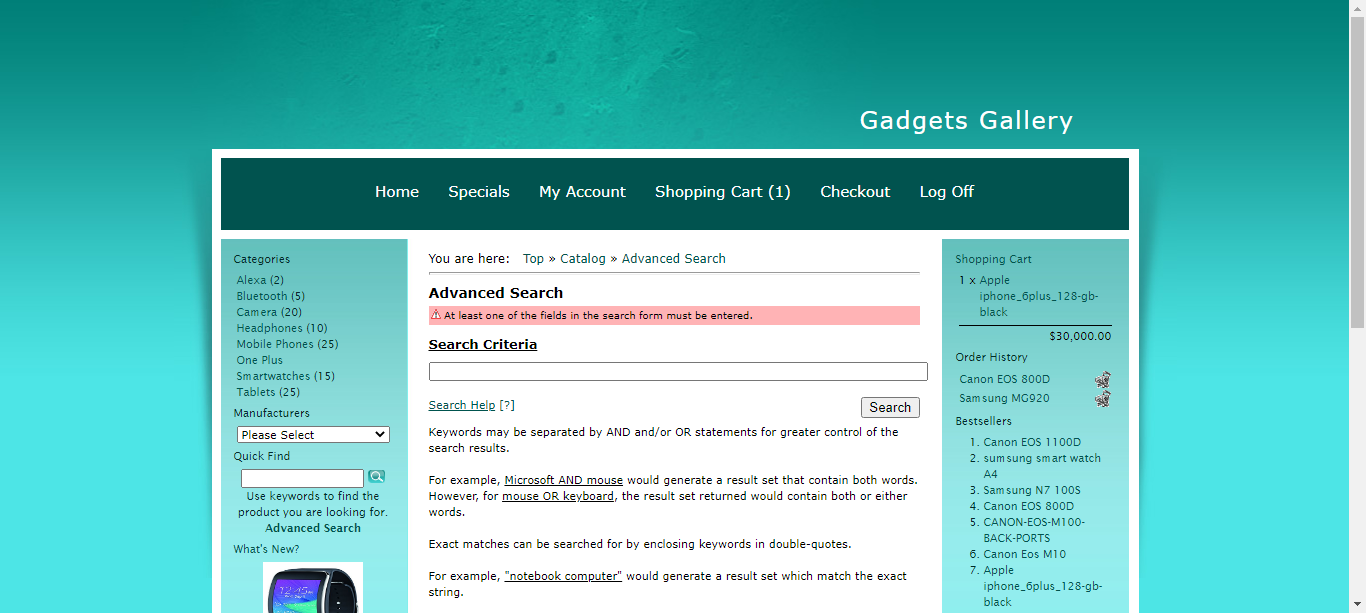 Gadgets Gallery
Home Specials My Account Shopping Cart (1) Checkout Log Off
Categories
Alexa (2)
Bluetooth (5)
Camera (20)
Headphones (10)
Mobile Phones (25)
One Plus
Smartwatches (15)
Tablets (25)
Manufacturers
Please Select
Quick Find
Use keywords to find the
product you are looking for.
Advanced Search
What's New?
You are here: Top » Catalog » Advanced Search
Advanced Search
At least one of the fields in the search form must be entered.
Search Criteria
Search Help [?]
Search
Keywords may be separated by AND and/or OR statements for greater control of the
search results.
For example, Microsoft AND mouse would generate a result set that contain both words.
However, for mouse OR keyboard, the result set returned would contain both or either
words.
Exact matches can be searched for by enclosing keywords in double-quotes.
For example, "notebook computer" would generate a result set which match the exact
string.
Shopping Cart
1 x Apple
iphone_6plus_128-gb-
black
$30,000.00
Order History
Canon EOS 800D
Samsung MG920
Bestsellers
1. Canon EOS 1100D
2. sumsung smart watch
A4
3. Samsung N7 100S
4. Canon EOS 800D
5. CANON-EOS-M100-
BACK-PORTS
6. Canon Eos M10
7. Apple
iphone_6plus_128-gb-
black